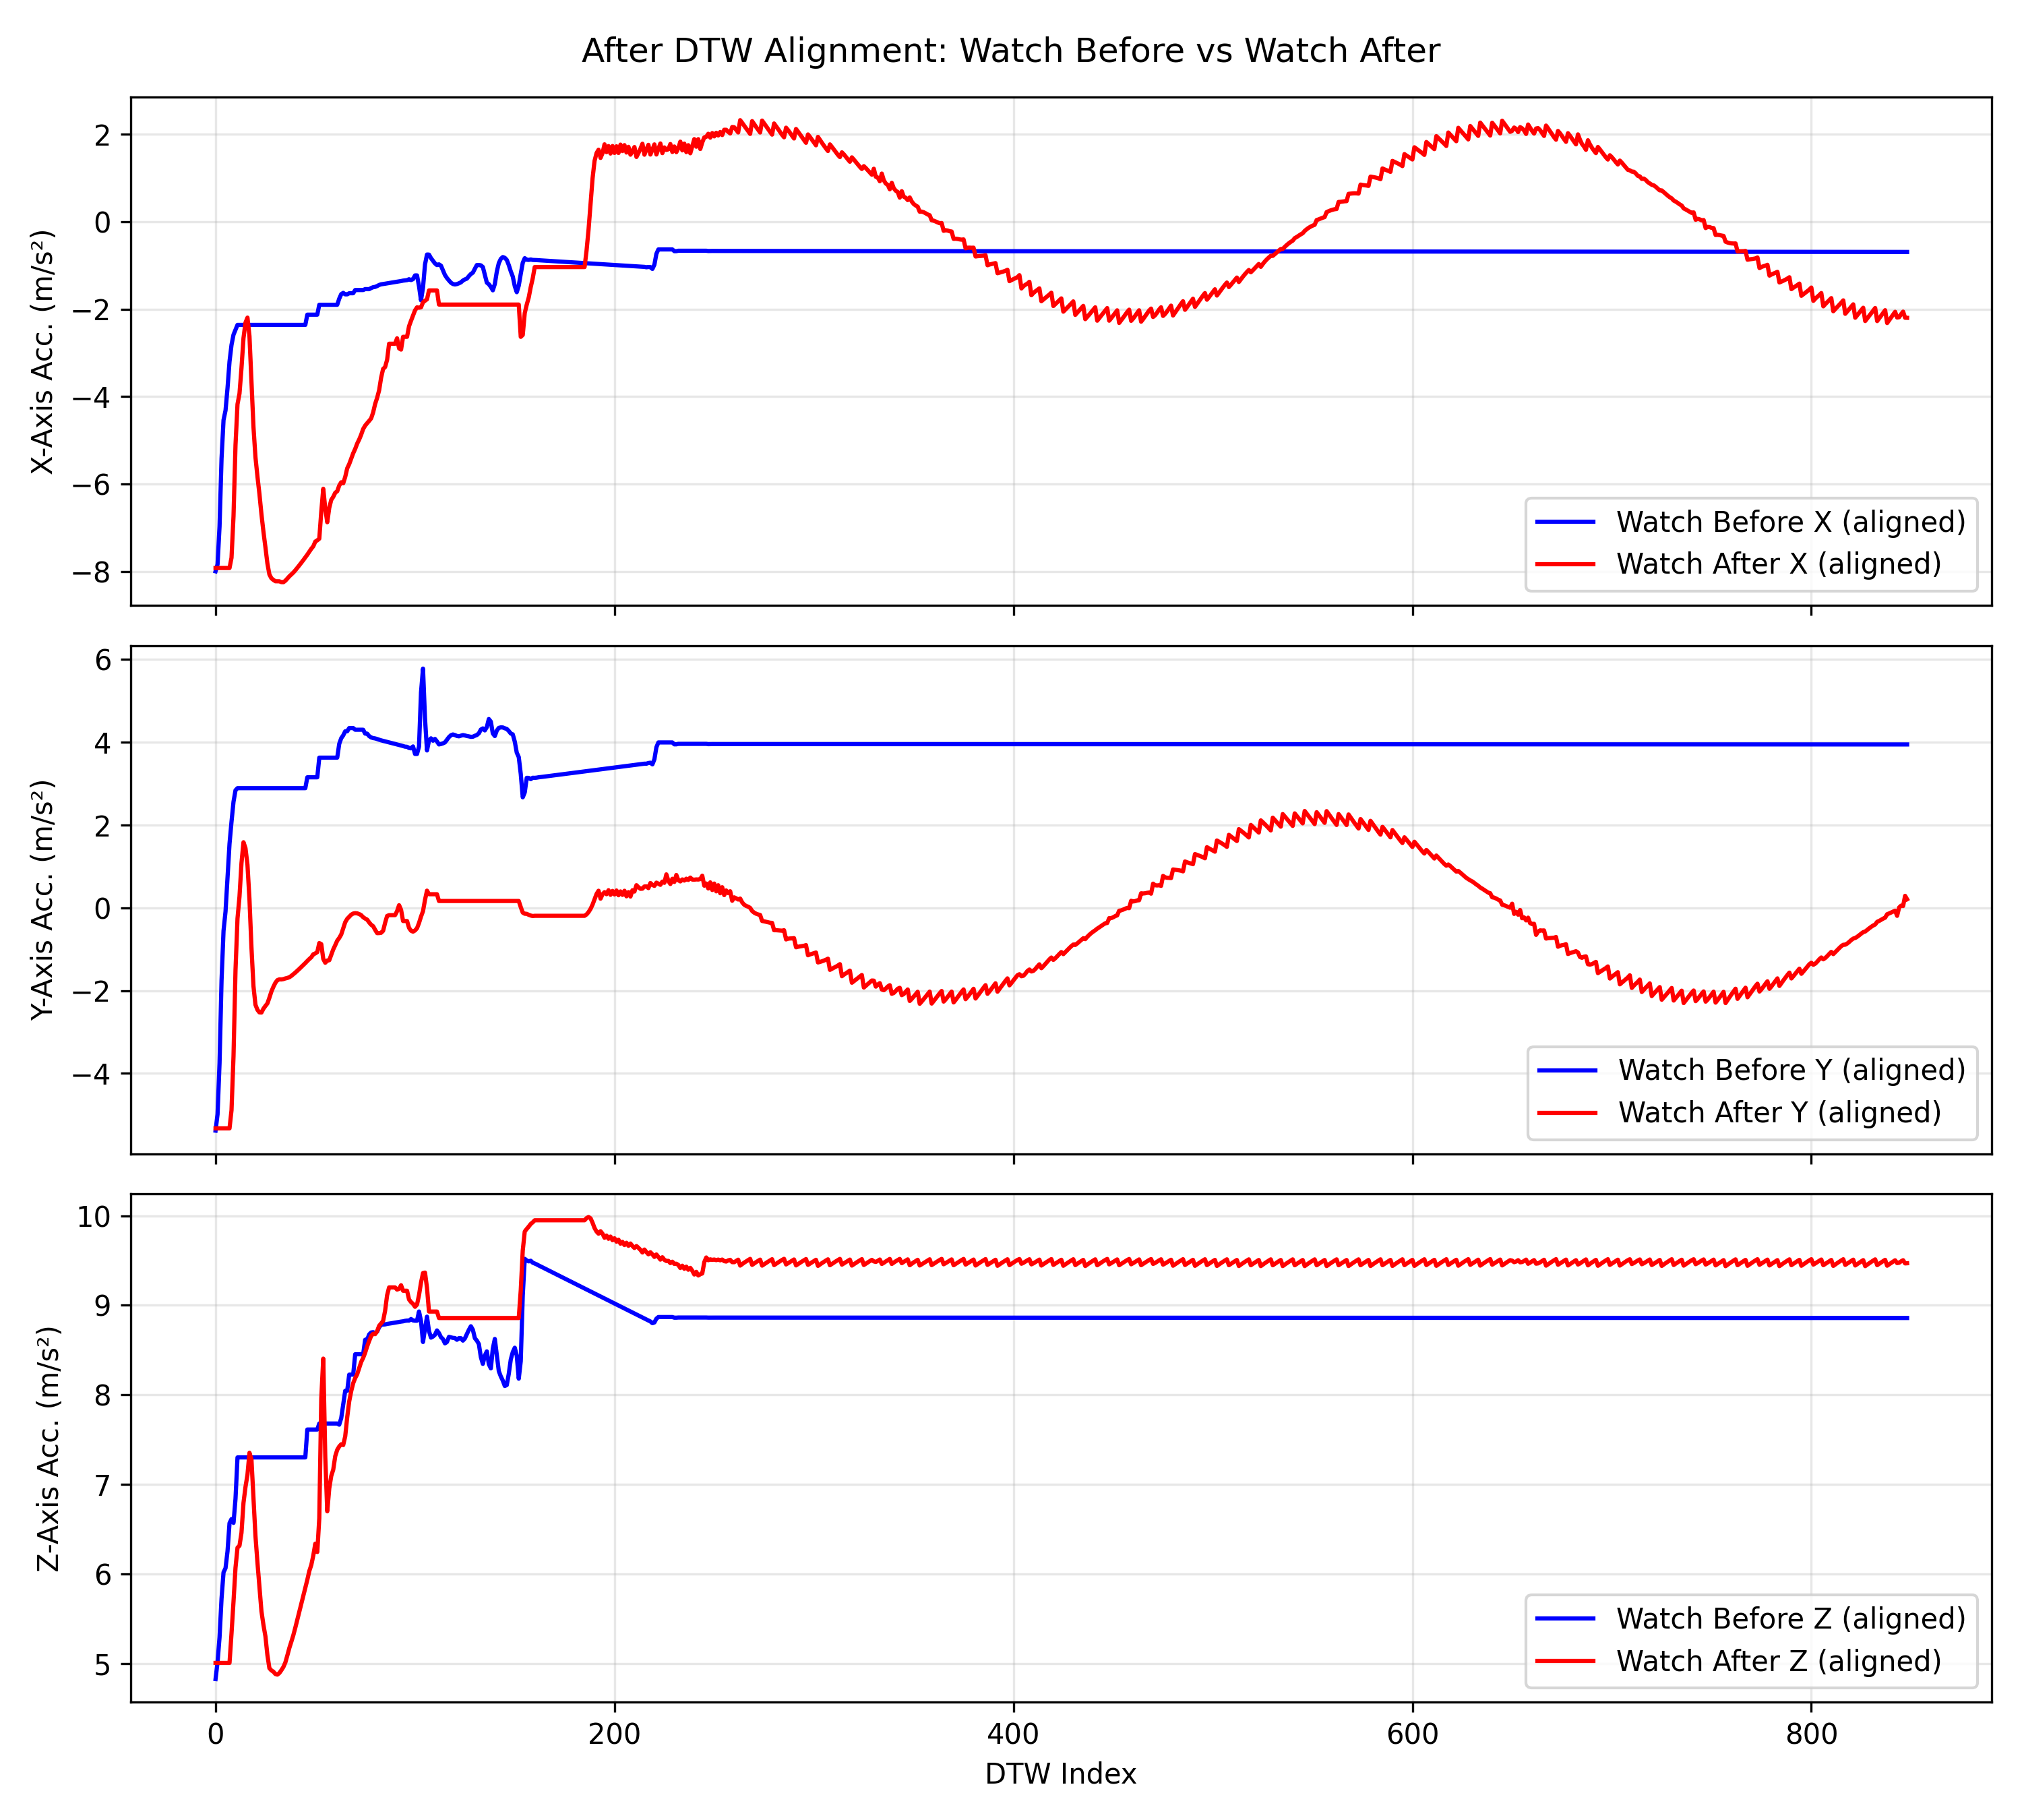 After DTW Alignment: Watch Before vs Watch After
X-Axis Acc. (m/s²)
2
0
−2
−4
−6
−8
Watch Before X (aligned)
Watch After X (aligned)
Y-Axis Acc. (m/s²)
6
4
2
0
−2
−4
Watch Before Y (aligned)
Watch After Y (aligned)
Z-Axis Acc. (m/s²)
10
9
8
7
6
5
Watch Before Z (aligned)
Watch After Z (aligned)
0 200 400 600 800
DTW Index